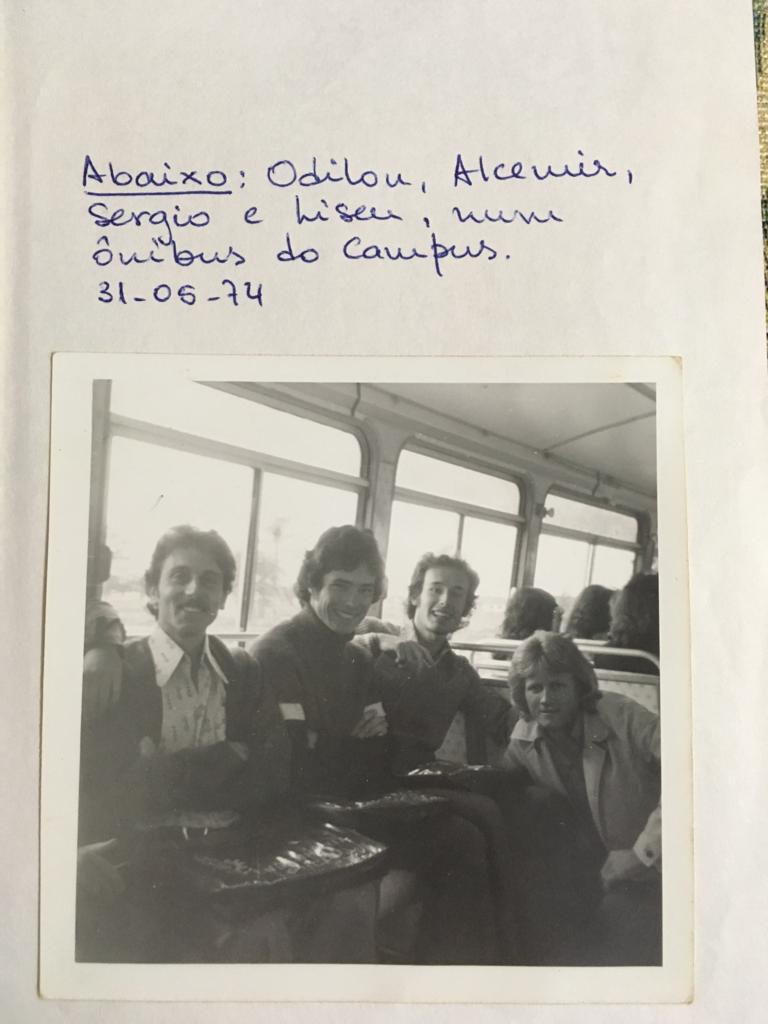 Abaixo: Odilon, Alcemir,
Sergio e Liseu, num
ônibus do Campus.
31-05-74